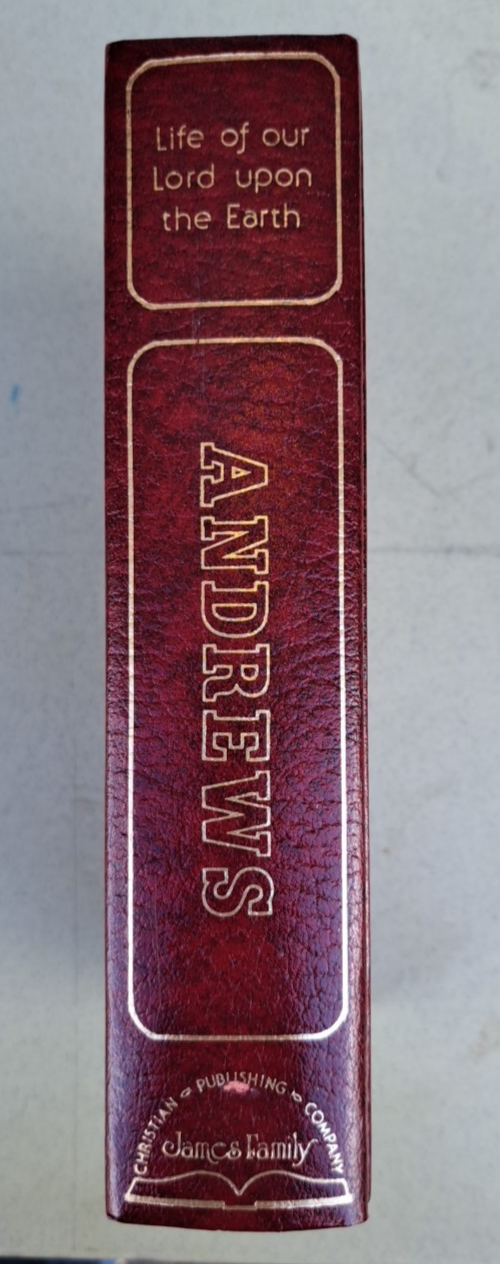 Life of our
Lord upon
the Earth
ANDREWS
CHRISTIAN PUBLISHING COMPANY
James Family